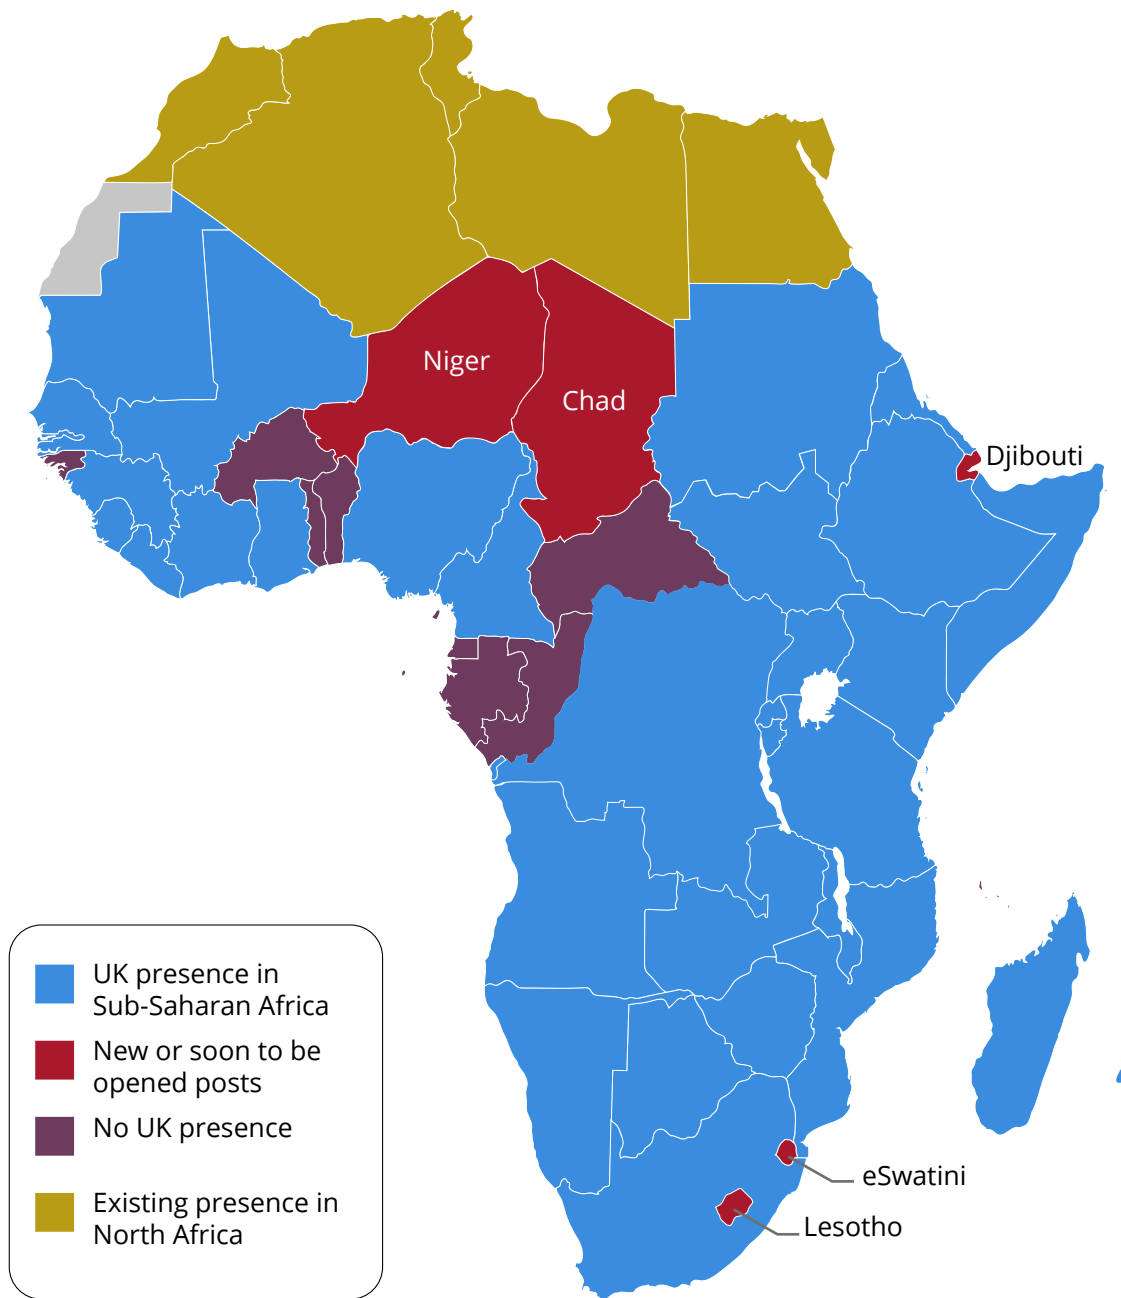 Niger
Chad
Djibouti
eSwatini
Lesotho
UK presence in
Sub-Saharan Africa
New or soon to be
opened posts
No UK presence
Existing presence in
North Africa